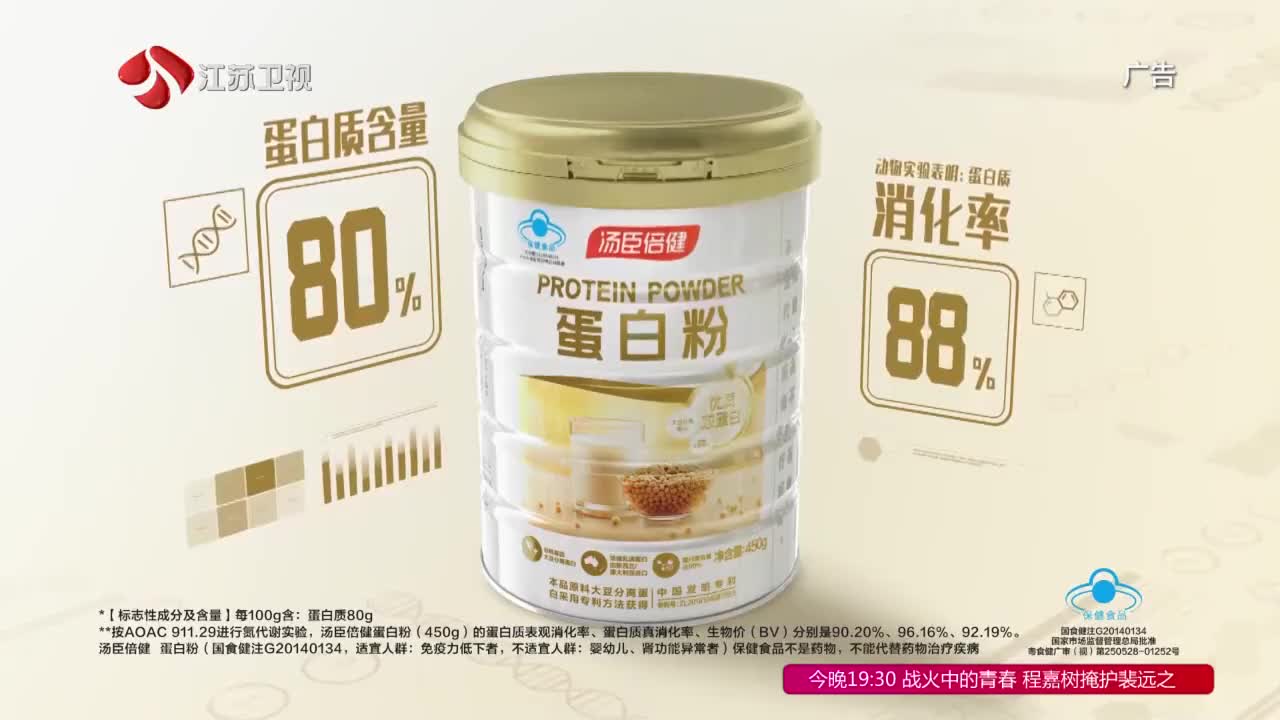 江苏卫视
广告
蛋白质含量
80%
动物实验表明:蛋白质
消化率
88%
保健食品
汤臣倍健
PROTEIN POWDER
蛋白粉
优质
双蛋白
净含量:450g
本品原料大豆分离蛋
白采用专利方法获得
中国发明专利
*【标志性成分及含量】每100g含：蛋白质80g
**按AOAC 911.29进行氮代谢实验，汤臣倍健蛋白粉（450g）的蛋白质表观消化率、蛋白质真消化率、生物价（BV）分别是90.20%、96.16%、92.19%。
汤臣倍健 蛋白粉（国食健注G20140134，适宜人群：免疫力低下者，不适宜人群：婴幼儿、肾功能异常者）保健食品不是药物，不能代替药物治疗疾病
保健食品
国食健注G20140134
国家市场监督管理总局批准
粤食健广审（视）第250528-01252号
今晚19:30 战火中的青春 程嘉树掩护裴远之